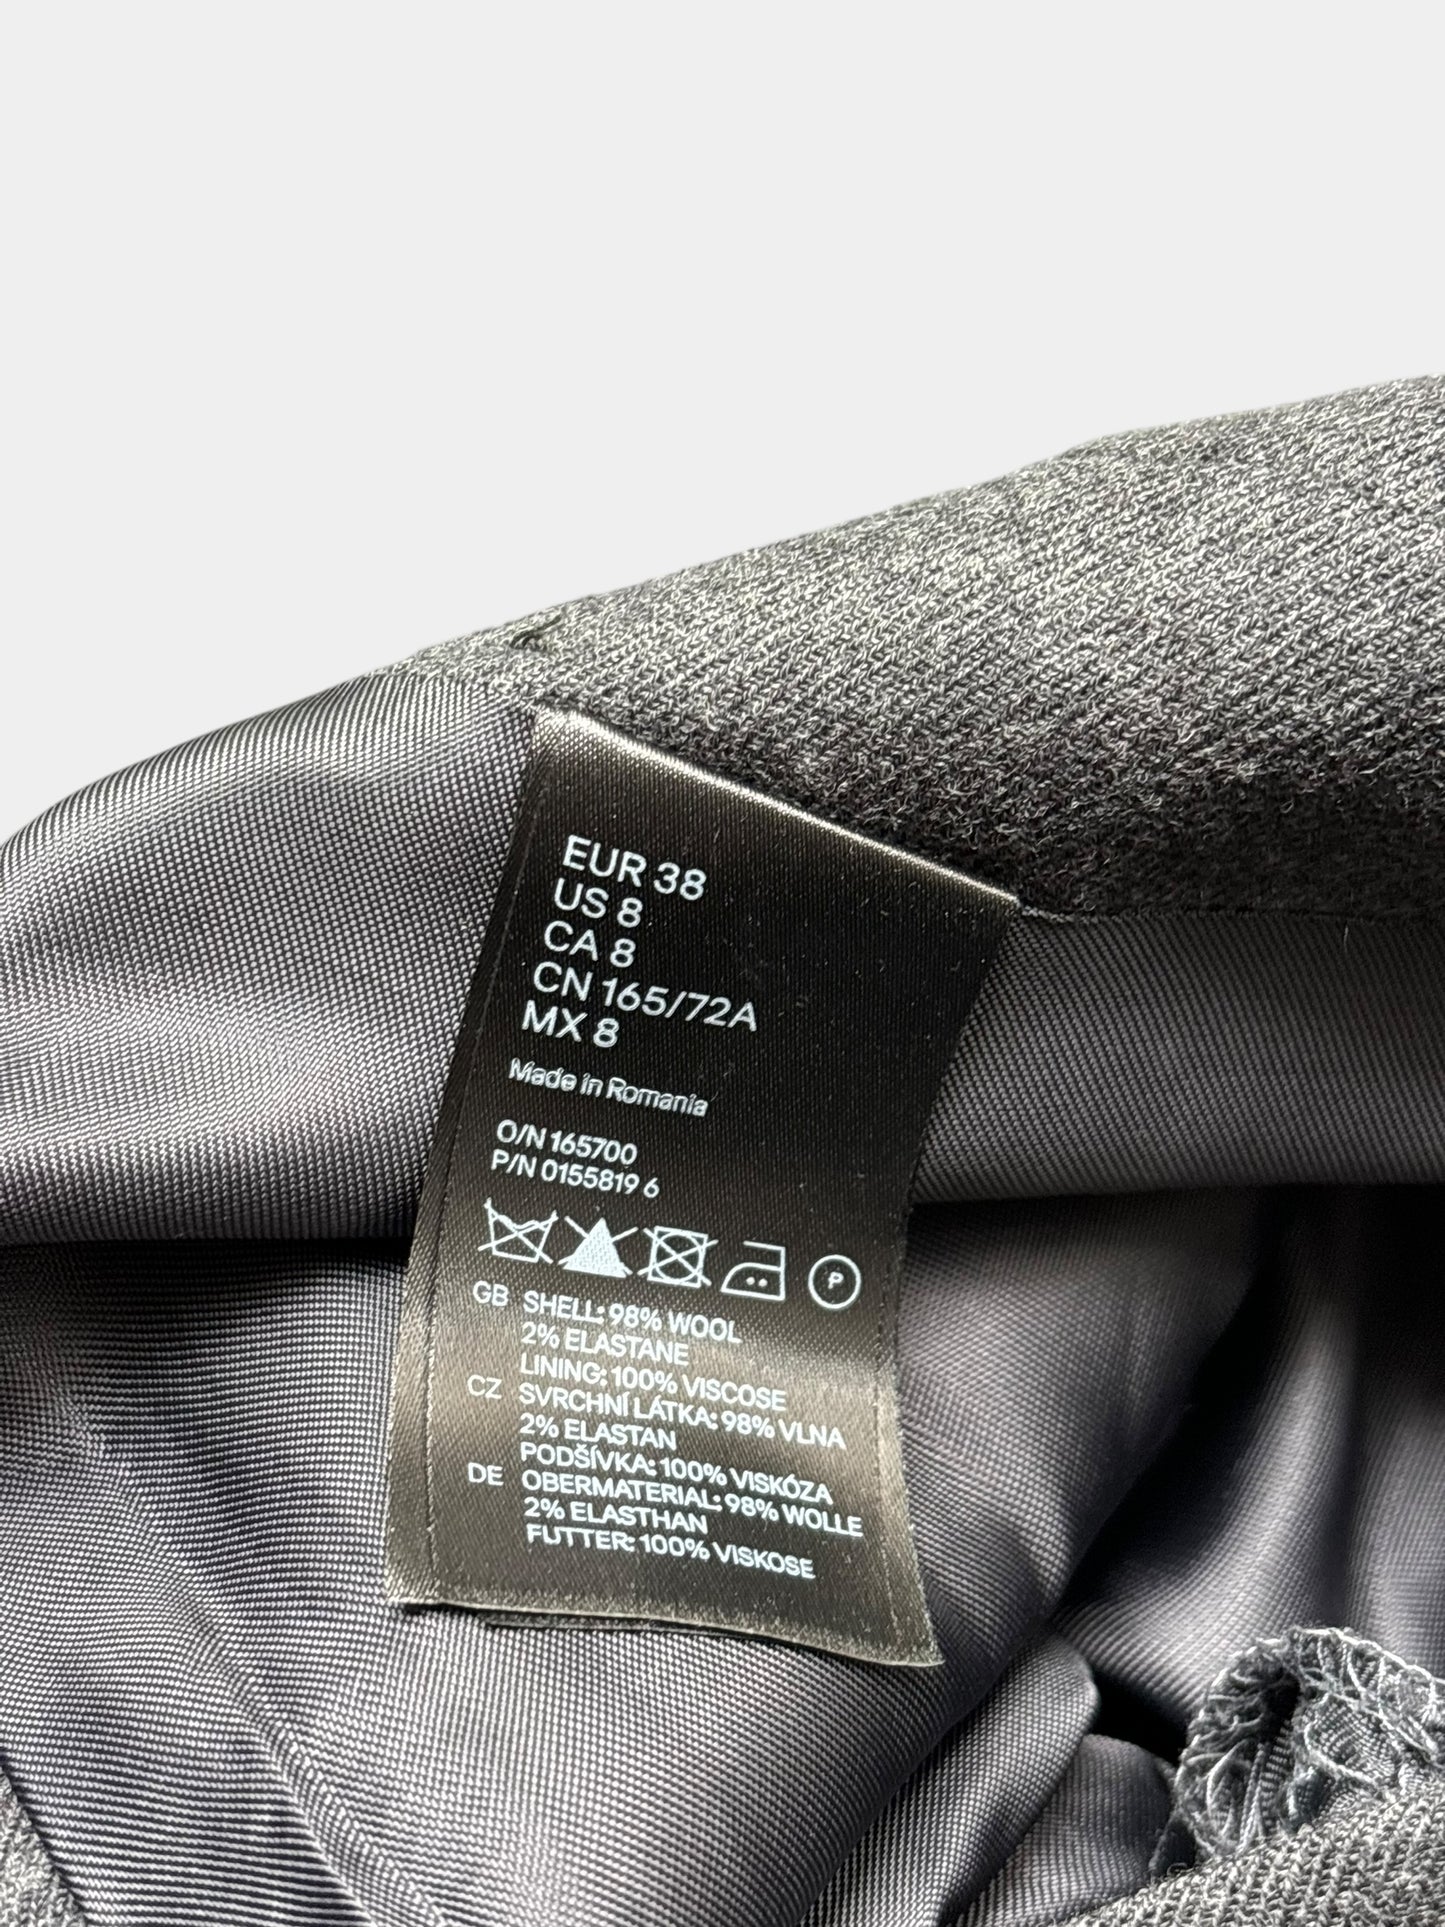 EUR 38
US 8
CA 8
CN 165/72A
MX 8
Made in Romania
O/N 165700
P/N 0155819 6
P
GB SHELL: 98% WOOL
2% ELASTANE
LINING: 100% VISCOSE
CZ SVRCHNÍ LÁTKA: 98% VLNA
2% ELASTAN
PODŠÍVKA: 100% VISKÓZA
DE OBERMATERIAL: 98% WOLLE
2% ELASTHAN
FUTTER: 100% VISKOSE